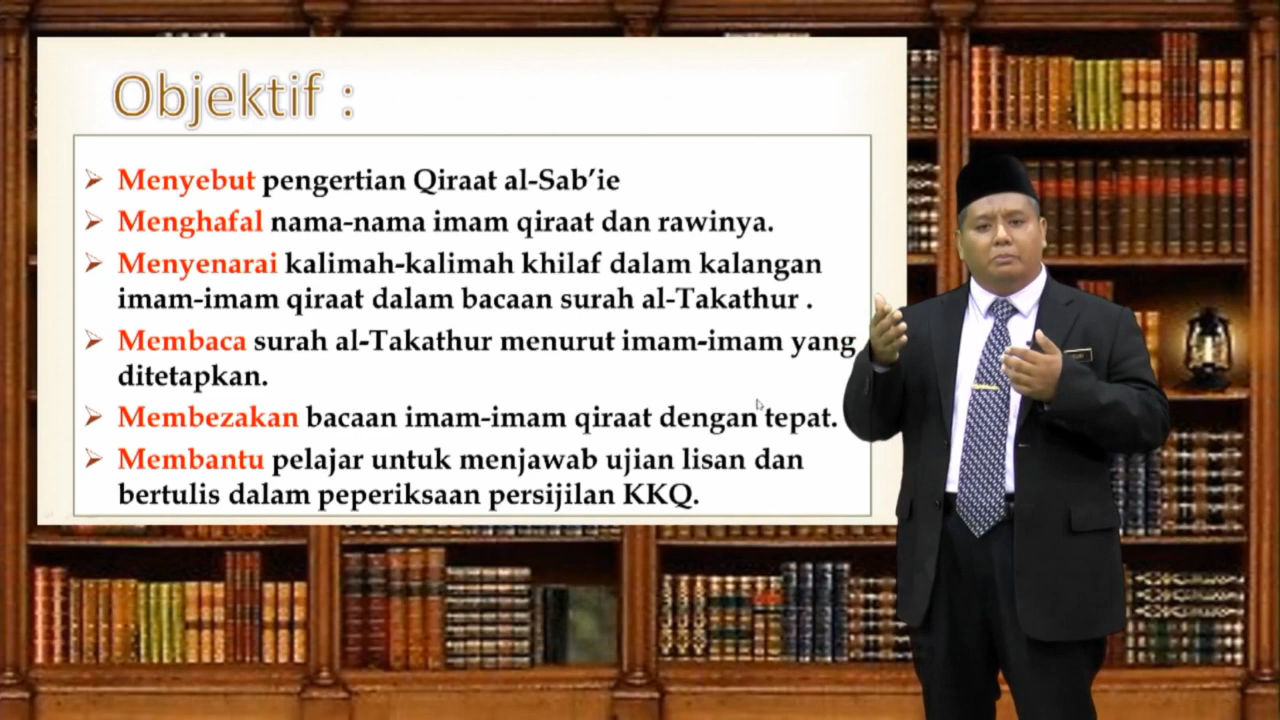 Objektif :
Menyebut pengertian Qiraat al-Sab’ie
Menghafal nama-nama imam qiraat dan rawinya.
Menyenarai kalimah-kalimah khilaf dalam kalangan
imam-imam qiraat dalam bacaan surah al-Takathur .
Membaca surah al-Takathur menurut imam-imam yang
ditetapkan.
Membezakan bacaan imam-imam qiraat dengan tepat.
Membantu pelajar untuk menjawab ujian lisan dan
bertulis dalam peperiksaan persijilan KKQ.